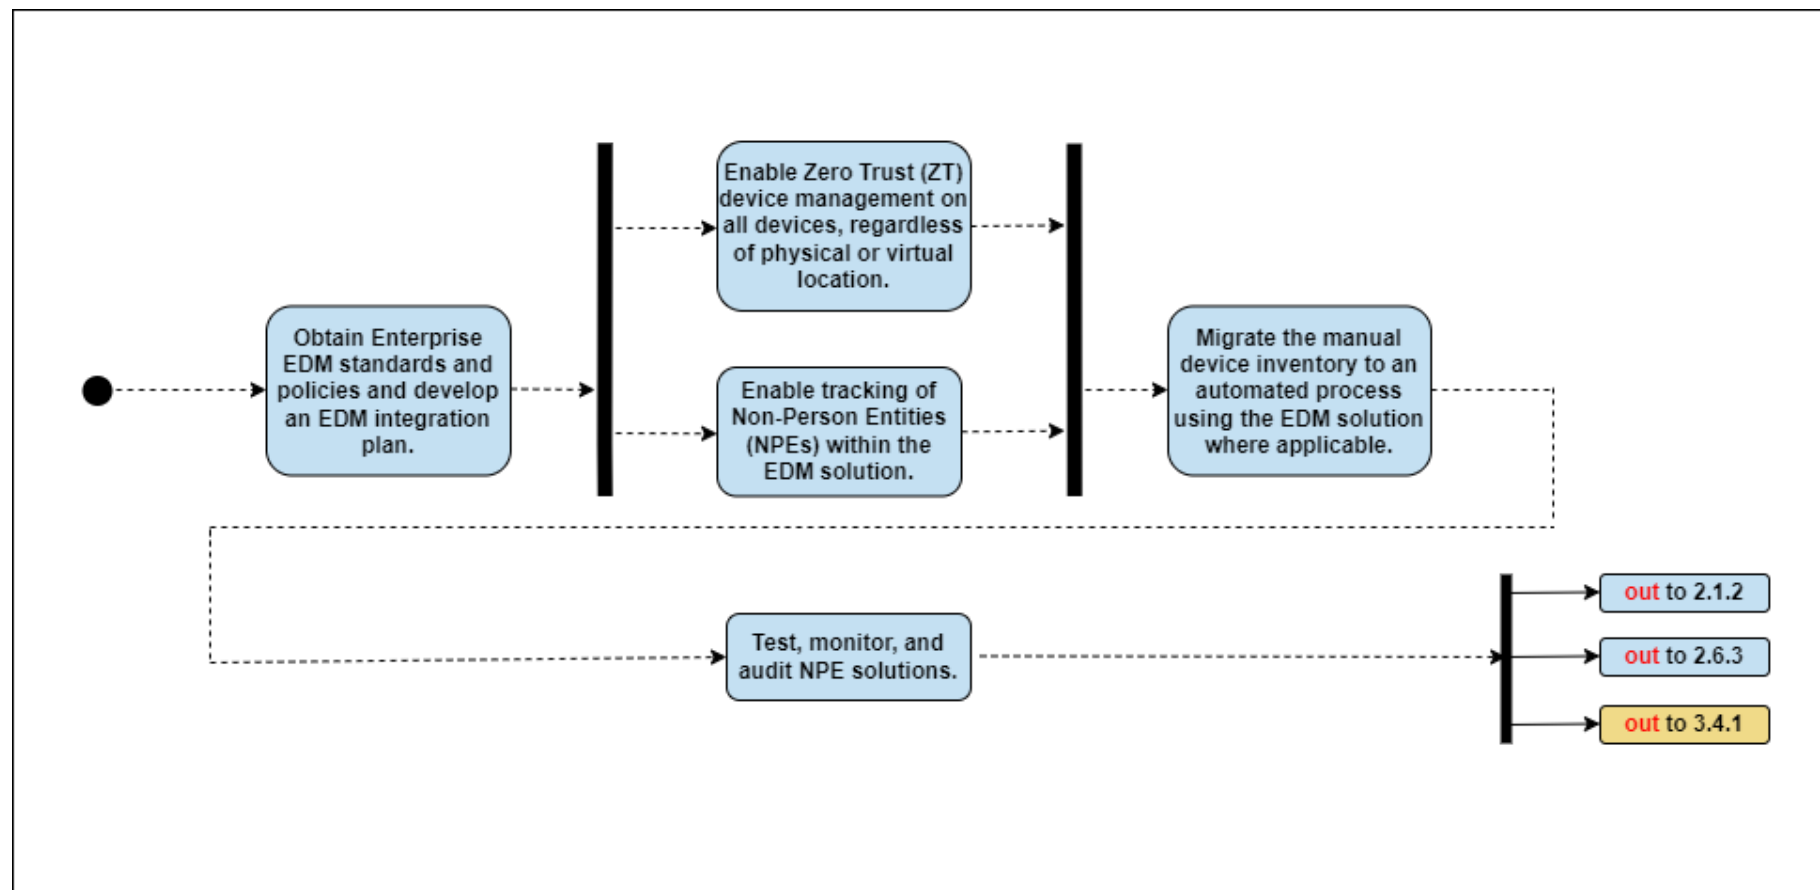 Enable Zero Trust (ZT)
device management on
all devices, regardless
of physical or virtual
location.
Obtain Enterprise
EDM standards and
policies and develop
an EDM integration
plan.
Enable tracking of
Non-Person Entities
(NPEs) within the
EDM solution.
Migrate the manual
device inventory to an
automated process
using the EDM solution
where applicable.
Test, monitor, and
audit NPE solutions.
out to 2.1.2
out to 2.6.3
out to 3.4.1